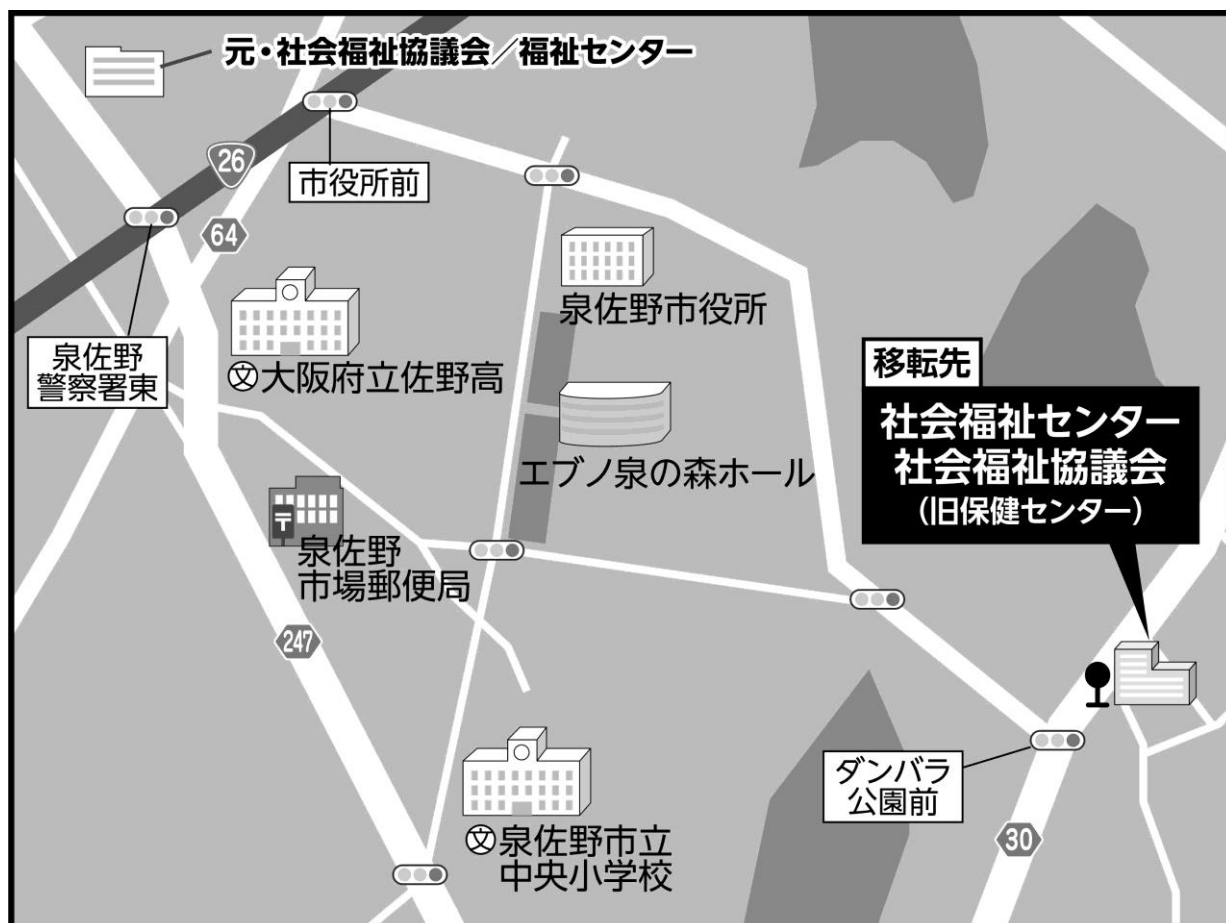 元・社会福祉協議会／福祉センター
26
市役所前
64
泉佐野
警察署東
文大阪府立佐野高
泉佐野市役所
エブノ泉の森ホール
移転先
社会福祉センター
社会福祉協議会
(旧保健センター)
〒
泉佐野
市場郵便局
247
文泉佐野市立
中央小学校
ダンバラ
公園前
30